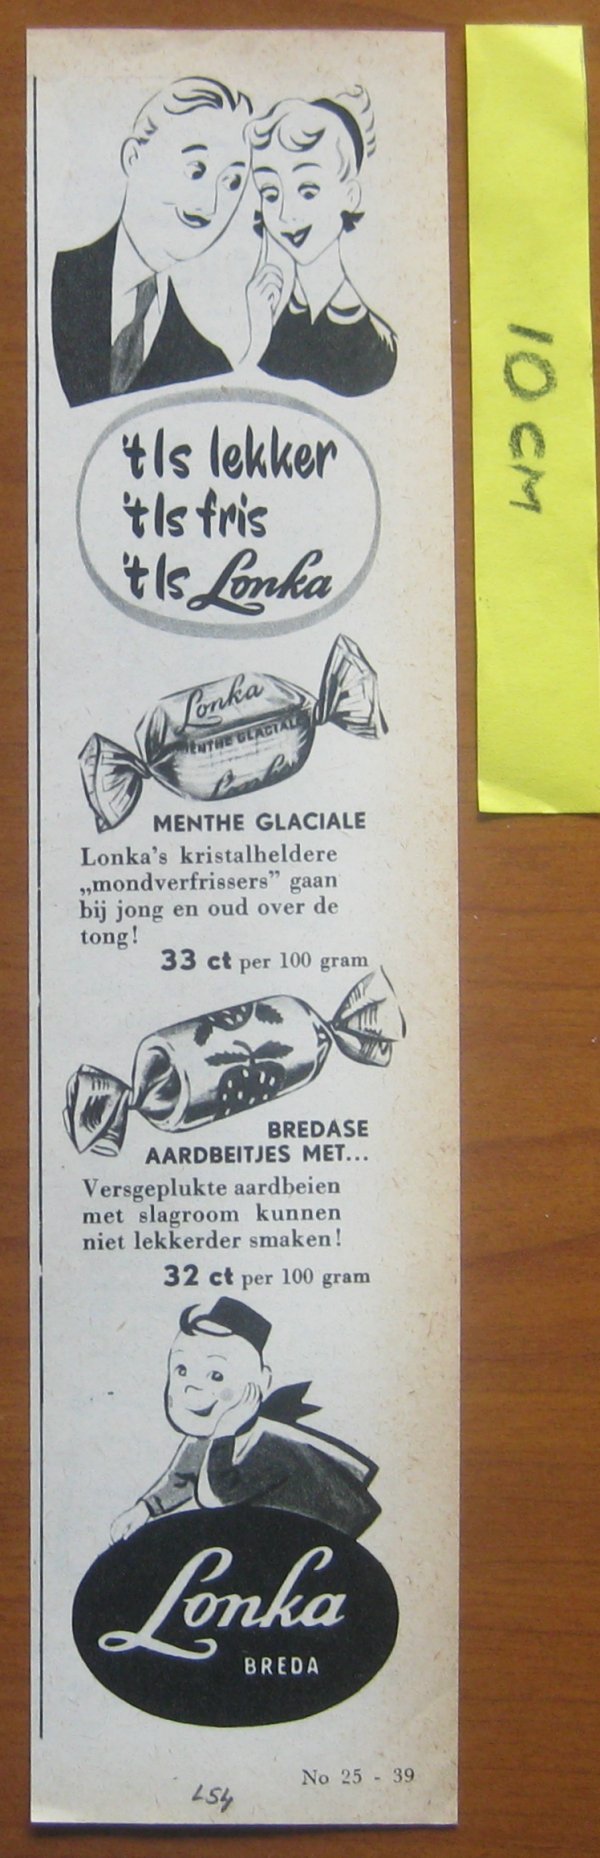 't Is lekker
't Is fris
't Is Lonka
Lonka
MENTHE GLACIALE
Lonka
MENTHE GLACIALE
Lonka's kristalheldere
„mondverfrissers” gaan
bij jong en oud over de
tong!
33 ct per 100 gram
BREDASE
AARDBEITJES MET...
Versgeplukte aardbeien
met slagroom kunnen
niet lekkerder smaken!
32 ct per 100 gram
Lonka
BREDA
No 25 - 39
L54
10 CM